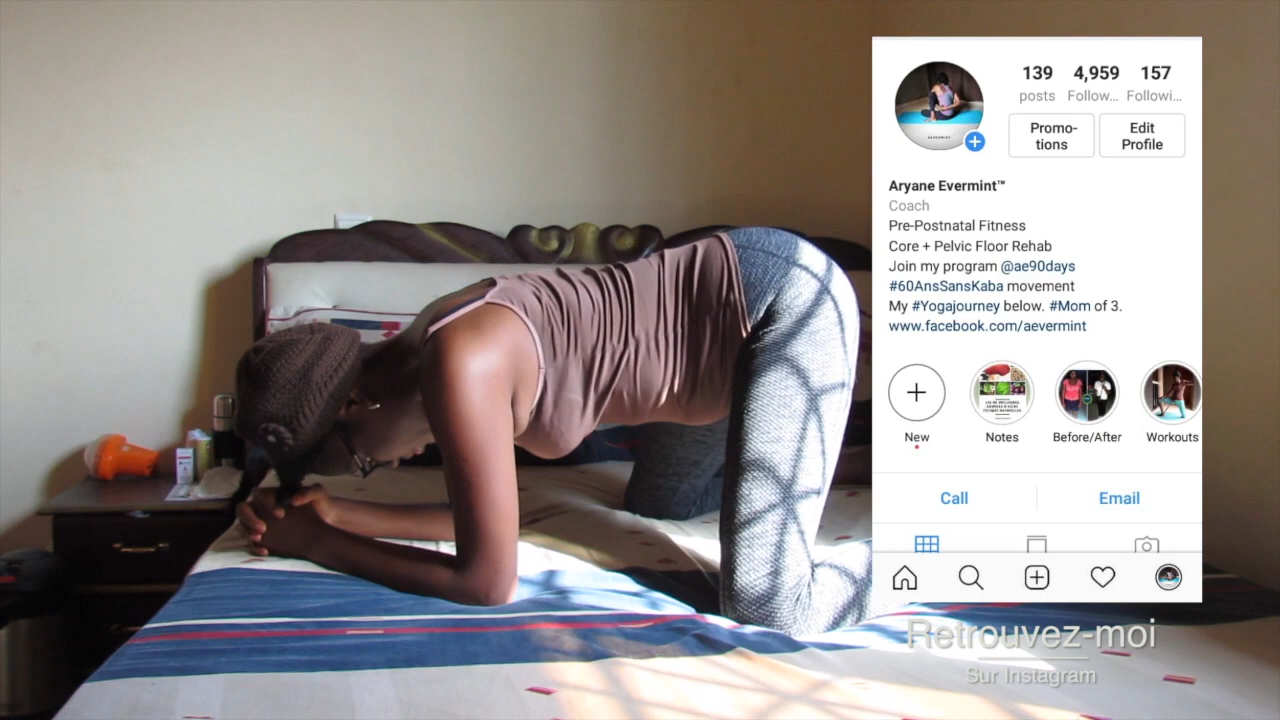 139 4,959 157
posts Follow... Followi...
Promo-
tions
Edit
Profile
Aryane Evermint™
Coach
Pre-Postnatal Fitness
Core + Pelvic Floor Rehab
Join my program @ae90days
#60AnsSansKaba movement
My #Yogajourney below. #Mom of 3.
www.facebook.com/aevermint
New Notes Before/After Workouts
Call Email
Retrouvez-moi
Sur Instagram